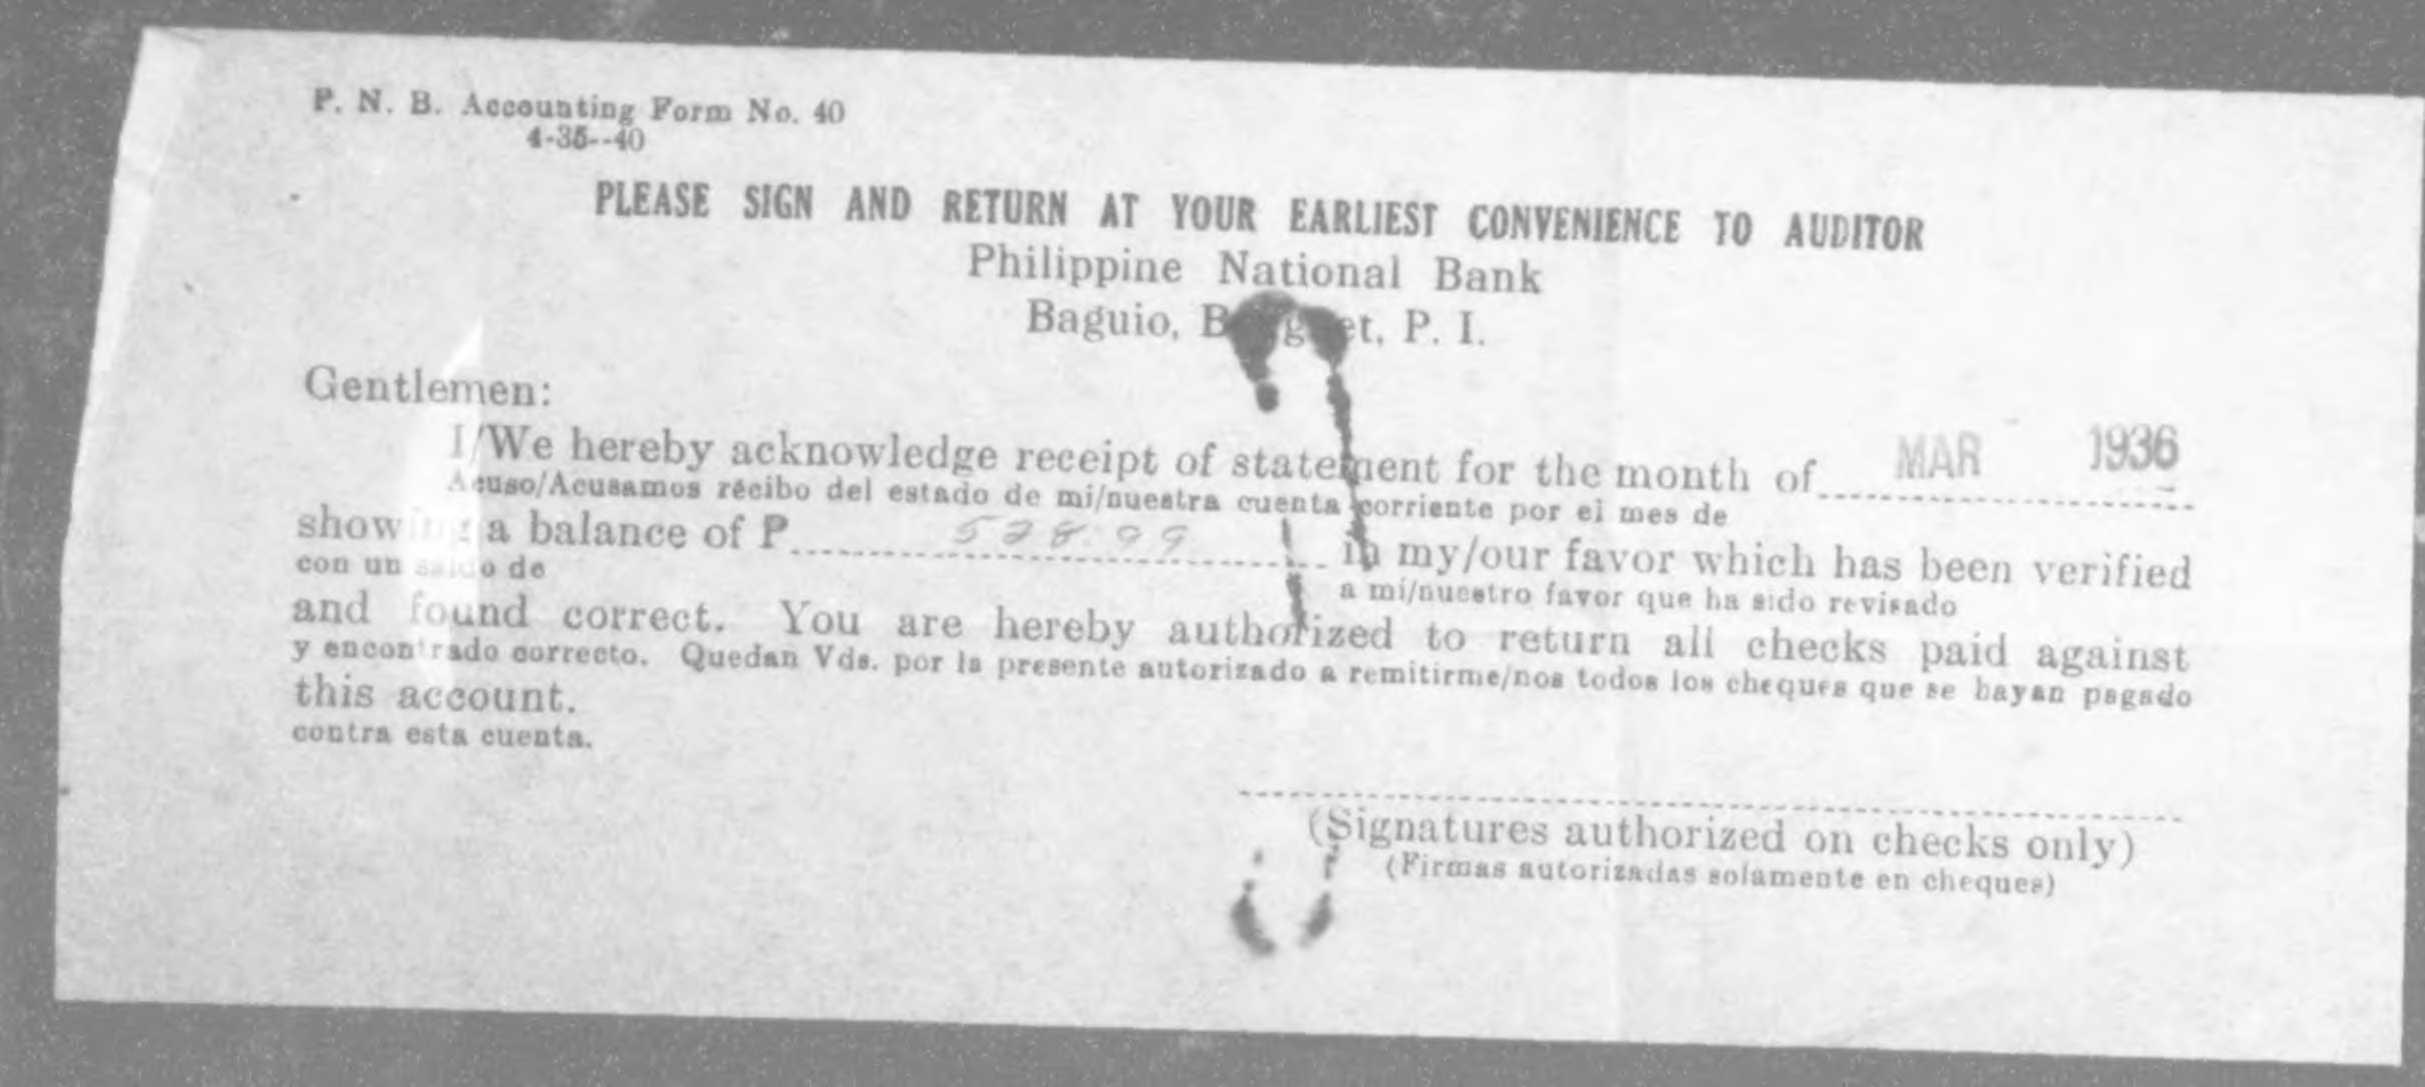 P. N. B. Accounting Form No. 40
4-35--40
PLEASE SIGN AND RETURN AT YOUR EARLIEST CONVENIENCE TO AUDITOR
Philippine National Bank
Baguio, Benguet, P. I.
Gentlemen:
I/We hereby acknowledge receipt of statement for the month of MAR 1936
Acuso/Acusamos recibo del estado de mi/nuestra cuenta corriente por el mes de
showing a balance of P 528.99 in my/our favor which has been verified
con un saldo de a mi/nuestro favor que ha sido revisado
and found correct. You are hereby authorized to return all checks paid against
y encontrado correcto. Quedan Vds. por la presente autorizado a remitirme/nos todos los cheques que se hayan pagado
this account.
contra esta cuenta.
(Signatures authorized on checks only)
(Firmas autorizadas solamente en cheques)